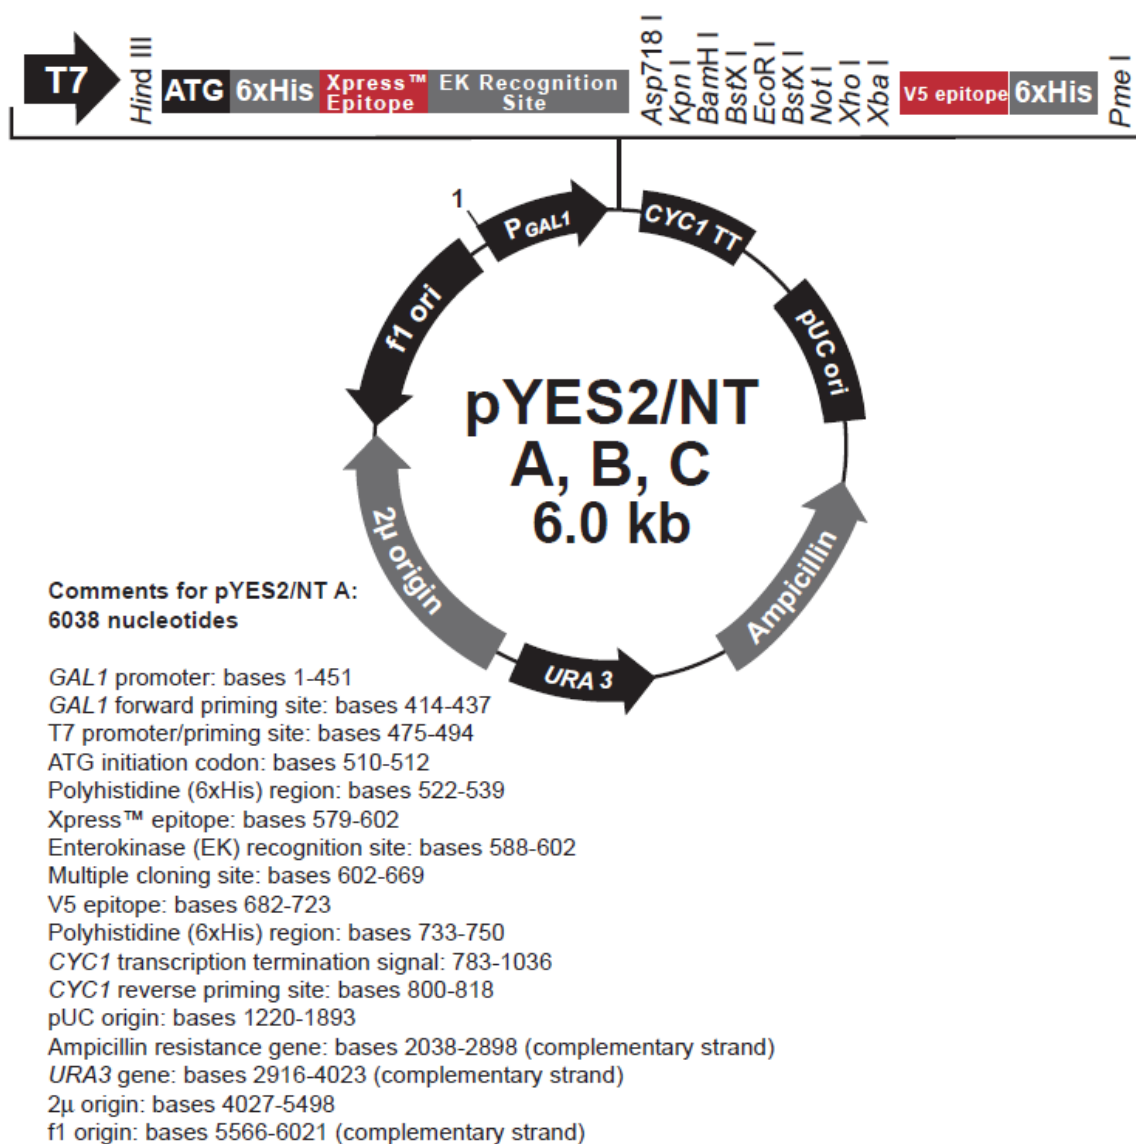 T7
Hind III
ATG
6xHis
Xpress™
Epitope
EK Recognition
Site
Asp718 I
Kpn I
BamH I
BstX I
EcoR I
BstX I
Not I
Xho I
Xba I
V5 epitope
6xHis
Pme I
1
PGAL1
CYC1 TT
f1 ori
pUC ori
pYES2/NT
A, B, C
6.0 kb
2μ origin
Ampicillin
URA 3
Comments for pYES2/NT A:
6038 nucleotides
GAL1 promoter: bases 1-451
GAL1 forward priming site: bases 414-437
T7 promoter/priming site: bases 475-494
ATG initiation codon: bases 510-512
Polyhistidine (6xHis) region: bases 522-539
Xpress™ epitope: bases 579-602
Enterokinase (EK) recognition site: bases 588-602
Multiple cloning site: bases 602-669
V5 epitope: bases 682-723
Polyhistidine (6xHis) region: bases 733-750
CYC1 transcription termination signal: 783-1036
CYC1 reverse priming site: bases 800-818
pUC origin: bases 1220-1893
Ampicillin resistance gene: bases 2038-2898 (complementary strand)
URA3 gene: bases 2916-4023 (complementary strand)
2μ origin: bases 4027-5498
f1 origin: bases 5566-6021 (complementary strand)